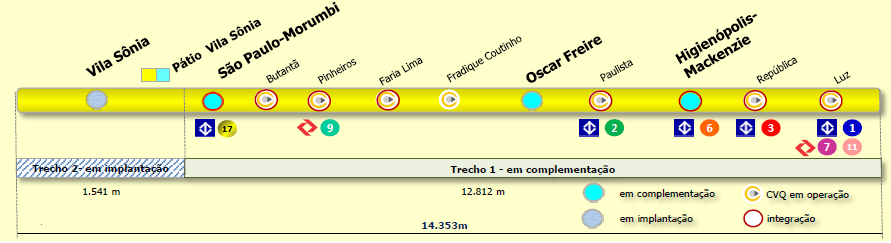 Vila Sônia
Pátio Vila Sônia
São Paulo-Morumbi
Butantã
Pinheiros
Faria Lima
Fradique Coutinho
Oscar Freire
Paulista
Higienópolis-
Mackenzie
República
Luz
17
9
2
6
3
1
7
11
Trecho 2- em implantação
Trecho 1 - em complementação
1.541 m
12.812 m
em complementação
CVQ em operação
em implantação
integração
14.353m